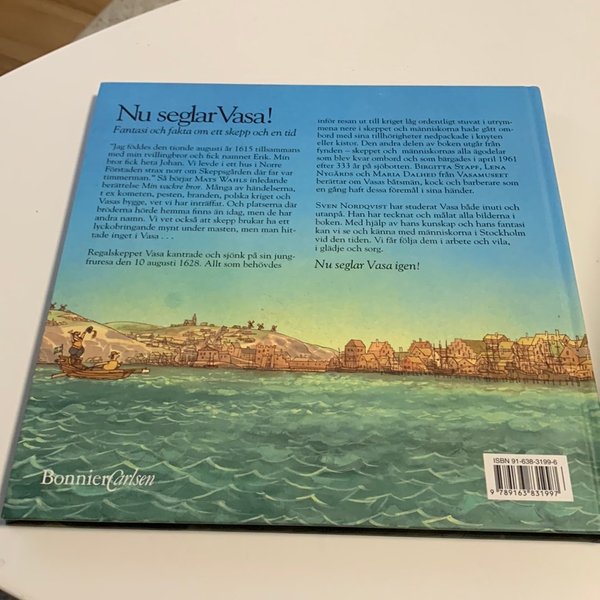 Nu seglar Vasa!
Fantasi och fakta om ett skepp och en tid
"Jag föddes den tionde augusti år 1615 tillsammans
med min tvillingbror och fick namnet Erik. Min
bror fick heta Johan. Vi levde i ett hus i Norre
Förstaden strax norr om Skeppsgården där far var
timmerman." Så börjar MATS WAHLS inledande
berättelse Min vackre bror. Många av händelserna,
t ex kometen, pesten, branden, polska kriget och
Vasas bygge, vet vi har inträffat. Och platserna där
bröderna hörde hemma finns än idag, men de har
andra namn. Vi vet också att skepp brukar ha ett
lyckobringande mynt under masten, men man hit-
tade inget i Vasa . . .
Regalskeppet Vasa kantrade och sjönk på sin jung-
fruresa den 10 augusti 1628. Allt som behövdes
inför resan ut till kriget låg ordentligt stuvat i utrym-
mena nere i skeppet och människorna hade gått om-
bord med sina tillhörigheter nedpackade i knyten
eller kistor. Den andra delen av boken utgår från
fynden – skeppet och människornas alla ägodelar
som blev kvar ombord och som bärgades i april 1961
efter 333 år på sjöbotten. BIRGITTA STAPF, LENA
NYGÅRDS och MARIA DALHED från VASAMUSEET
berättar om Vasas båtsmän, kock och barberare som
en gång haft dessa föremål i sina händer.
SVEN NORDQVIST har studerat Vasa både inuti och
utanpå. Han har tecknat och målat alla bilderna i
boken. Med hjälp av hans kunskap och hans fantasi
kan vi se och känna med människorna i Stockholm
vid den tiden. Vi får följa dem i arbete och vila,
i glädje och sorg.
Nu seglar Vasa igen!
BonnierCarlsen
ISBN 91-638-3199-6
9 789163 831997